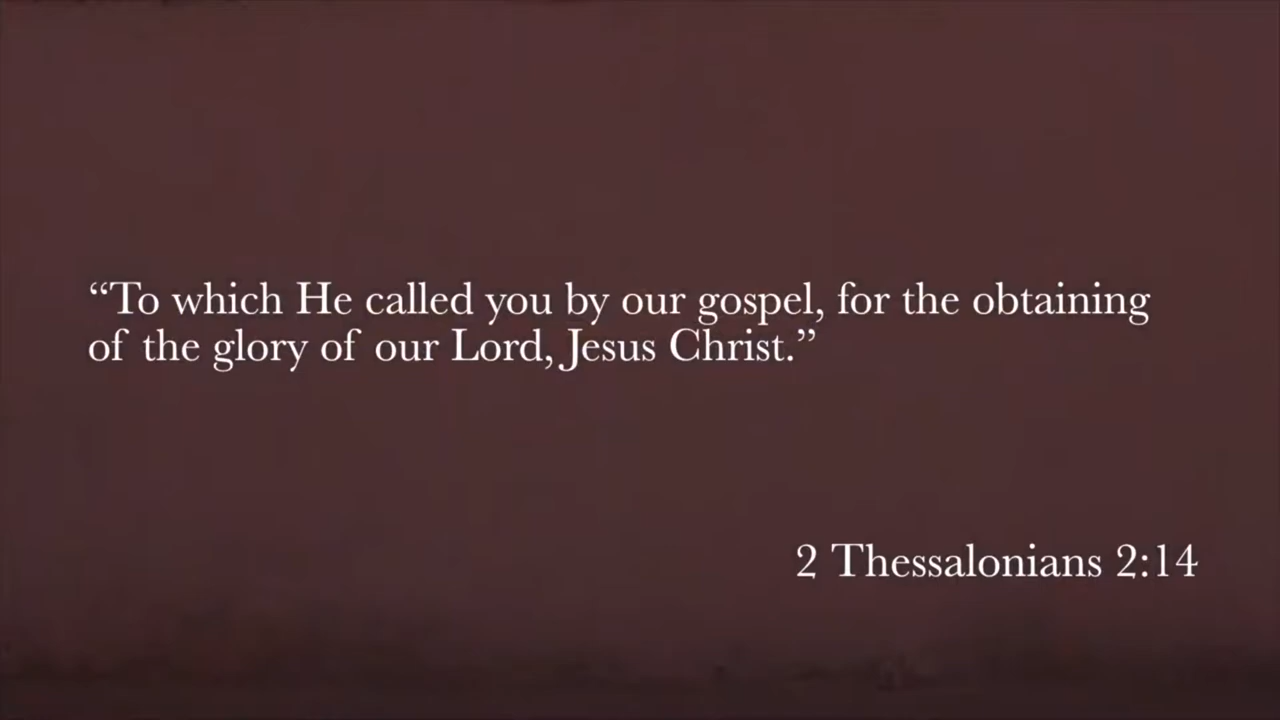 “To which He called you by our gospel, for the obtaining
of the glory of our Lord, Jesus Christ.”
2 Thessalonians 2:14